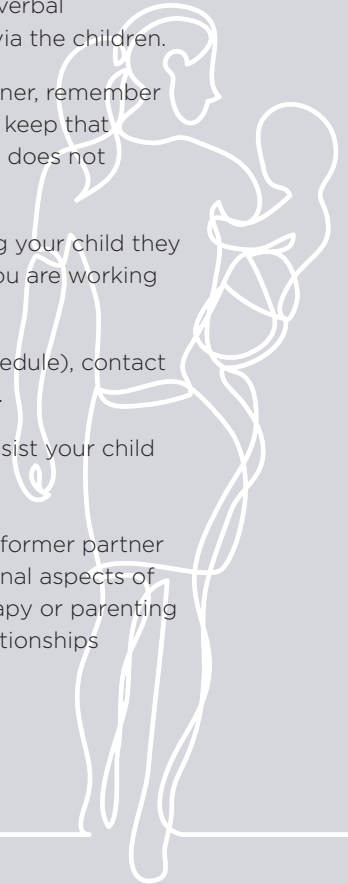 verbal
via the children.
ner, remember
keep that
does not
g your child they
ou are working
edule), contact
sist your child
former partner
nal aspects of
apy or parenting
tionships